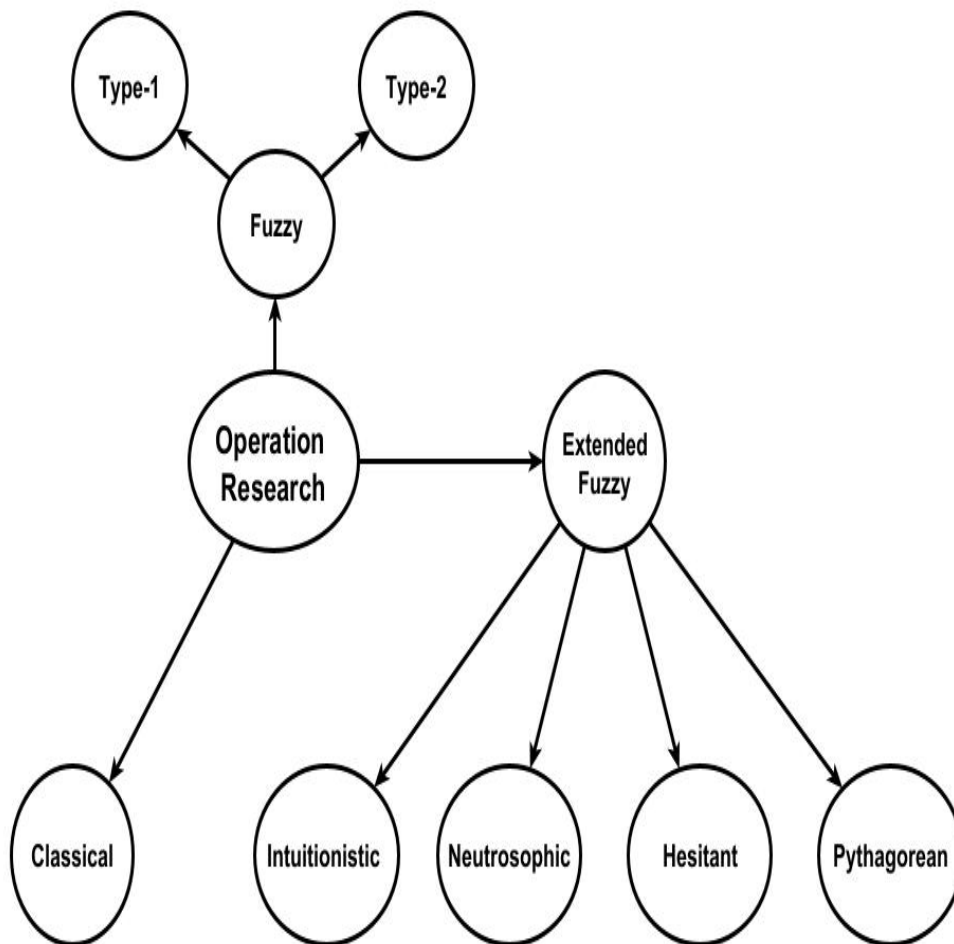 Type-1
Type-2
Fuzzy
Operation
Research
Extended
Fuzzy
Classical
Intuitionistic
Neutrosophic
Hesitant
Pythagorean